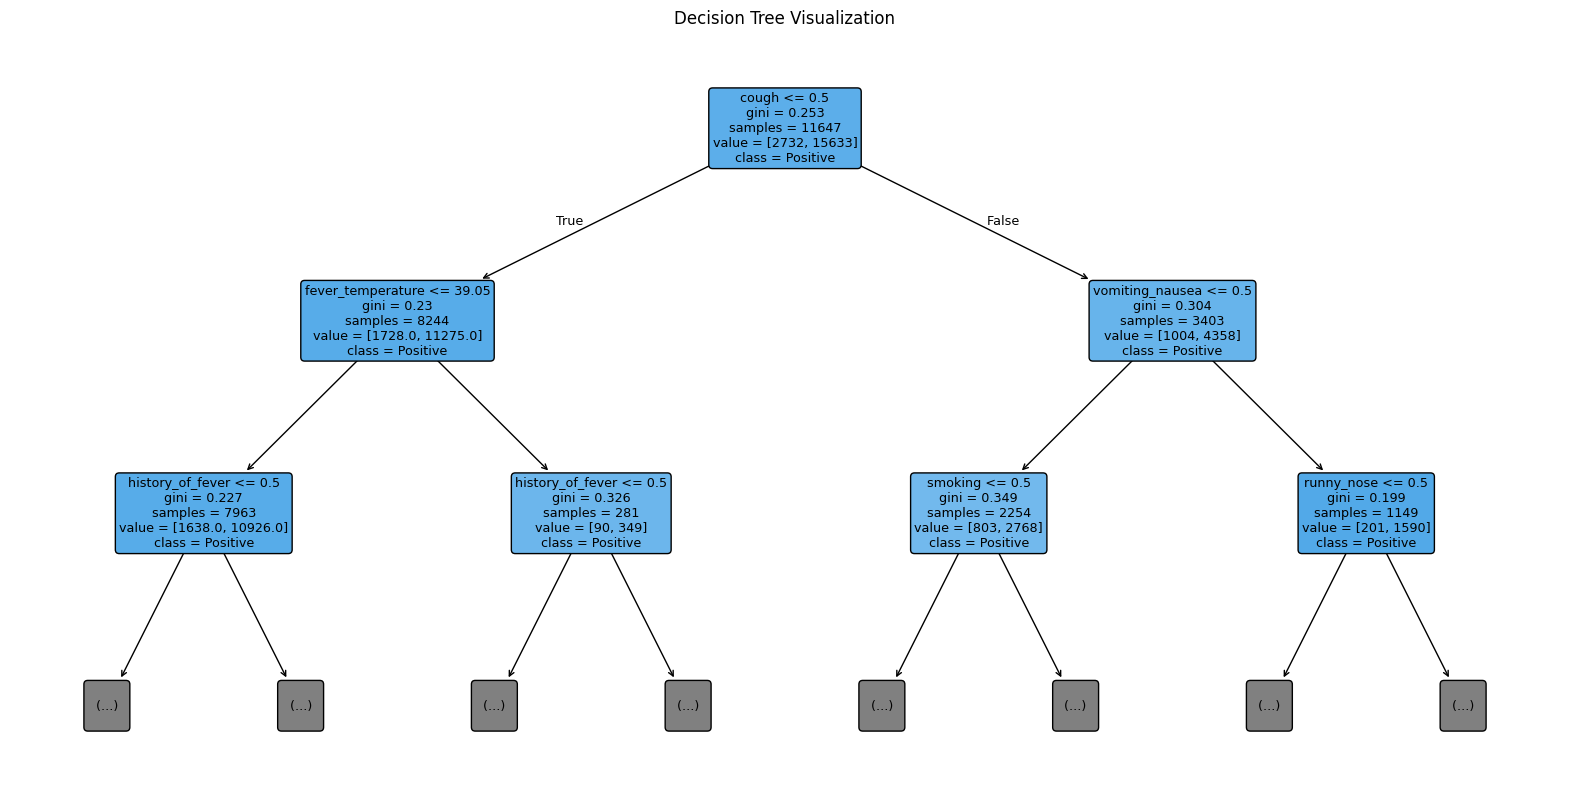 Decision Tree Visualization
cough <= 0.5
gini = 0.253
samples = 11647
value = [2732, 15633]
class = Positive
True
False
fever_temperature <= 39.05
gini = 0.23
samples = 8244
value = [1728.0, 11275.0]
class = Positive
vomiting_nausea <= 0.5
gini = 0.304
samples = 3403
value = [1004, 4358]
class = Positive
history_of_fever <= 0.5
gini = 0.227
samples = 7963
value = [1638.0, 10926.0]
class = Positive
history_of_fever <= 0.5
gini = 0.326
samples = 281
value = [90, 349]
class = Positive
smoking <= 0.5
gini = 0.349
samples = 2254
value = [803, 2768]
class = Positive
runny_nose <= 0.5
gini = 0.199
samples = 1149
value = [201, 1590]
class = Positive
(...)
(...)
(...)
(...)
(...)
(...)
(...)
(...)